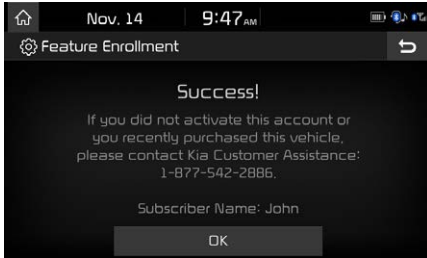 Nov. 14 9:47AM
Feature Enrollment
Success!
If you did not activate this account or
you recently purchased this vehicle,
please contact Kia Customer Assistance:
1-877-542-2886.
Subscriber Name: John
OK